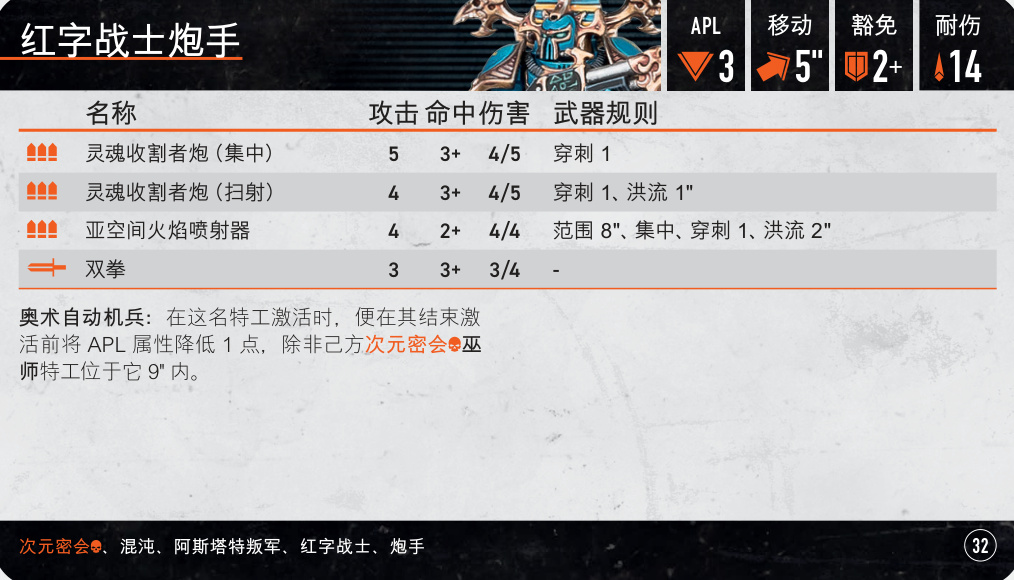 红字战士炮手
APL 移动 豁免 耐伤
3 5" 2+ 14
名称 攻击 命中 伤害 武器规则
灵魂收割者炮（集中） 5 3+ 4/5 穿刺 1
灵魂收割者炮（扫射） 4 3+ 4/5 穿刺 1、洪流 1"
亚空间火焰喷射器 4 2+ 4/4 范围 8"、集中、穿刺 1、洪流 2"
双拳 3 3+ 3/4 -
奥术自动机兵：在这名特工激活时，便在其结束激
活前将 APL 属性降低 1 点，除非己方次元密会巫
师特工位于它 9" 内。
次元密会、混沌、阿斯塔特叛军、红字战士、炮手
32